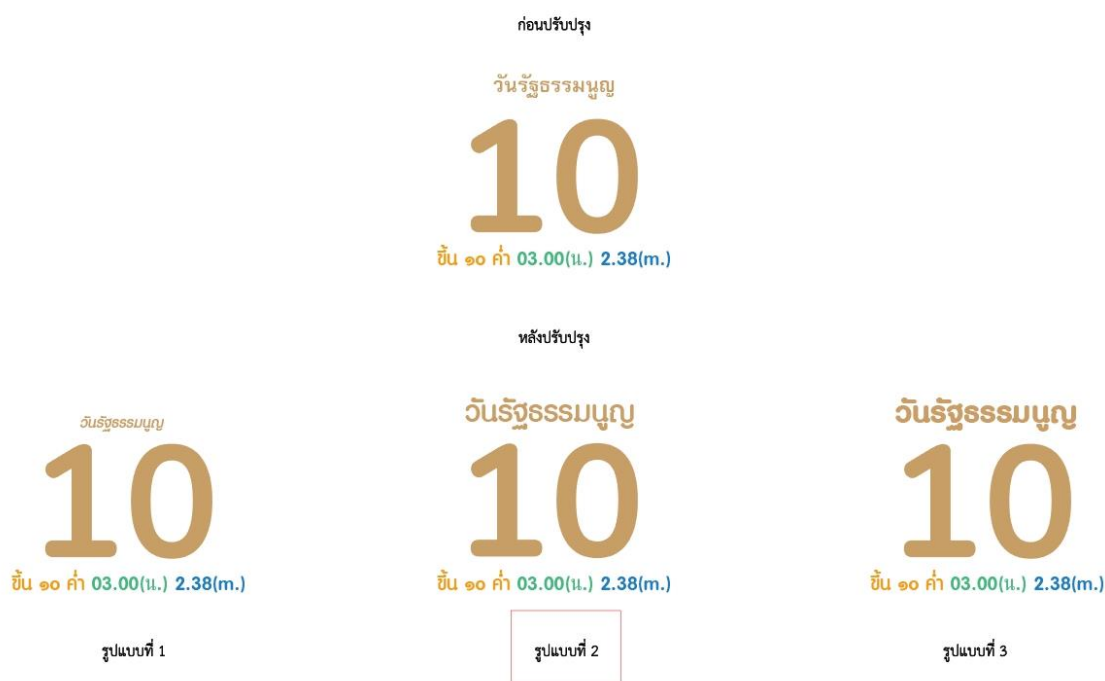 ก่อนปรับปรุง
วันรัฐธรรมนูญ
10
ขึ้น ๑๐ ค่ำ 03.00(น.) 2.38(m.)
หลังปรับปรุง
วันรัฐธรรมนูญ
10
ขึ้น ๑๐ ค่ำ 03.00(น.) 2.38(m.)
รูปแบบที่ 1
วันรัฐธรรมนูญ
10
ขึ้น ๑๐ ค่ำ 03.00(น.) 2.38(m.)
รูปแบบที่ 2
วันรัฐธรรมนูญ
10
ขึ้น ๑๐ ค่ำ 03.00(น.) 2.38(m.)
รูปแบบที่ 3